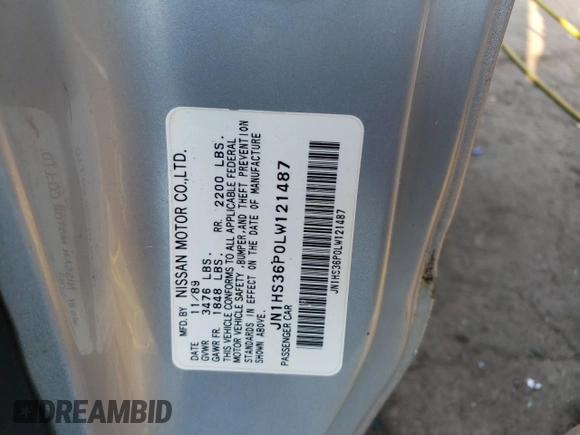 MFD.BY NISSAN MOTOR CO.,LTD.
DATE 11/89
GVWR 3476 LBS.
GAWR FR. 1848 LBS. RR. 2200 LBS.
THIS VEHICLE CONFORMS TO ALL APPLICABLE FEDERAL
MOTOR VEHICLE SAFETY ,BUMPER,AND THEFT PREVENTION
STANDARDS IN EFFECT ON THE DATE OF MANUFACTURE
SHOWN ABOVE.
JN1HS36P0LW121487
PASSENGER CAR
JN1HS36P0LW121487
DREAMBID